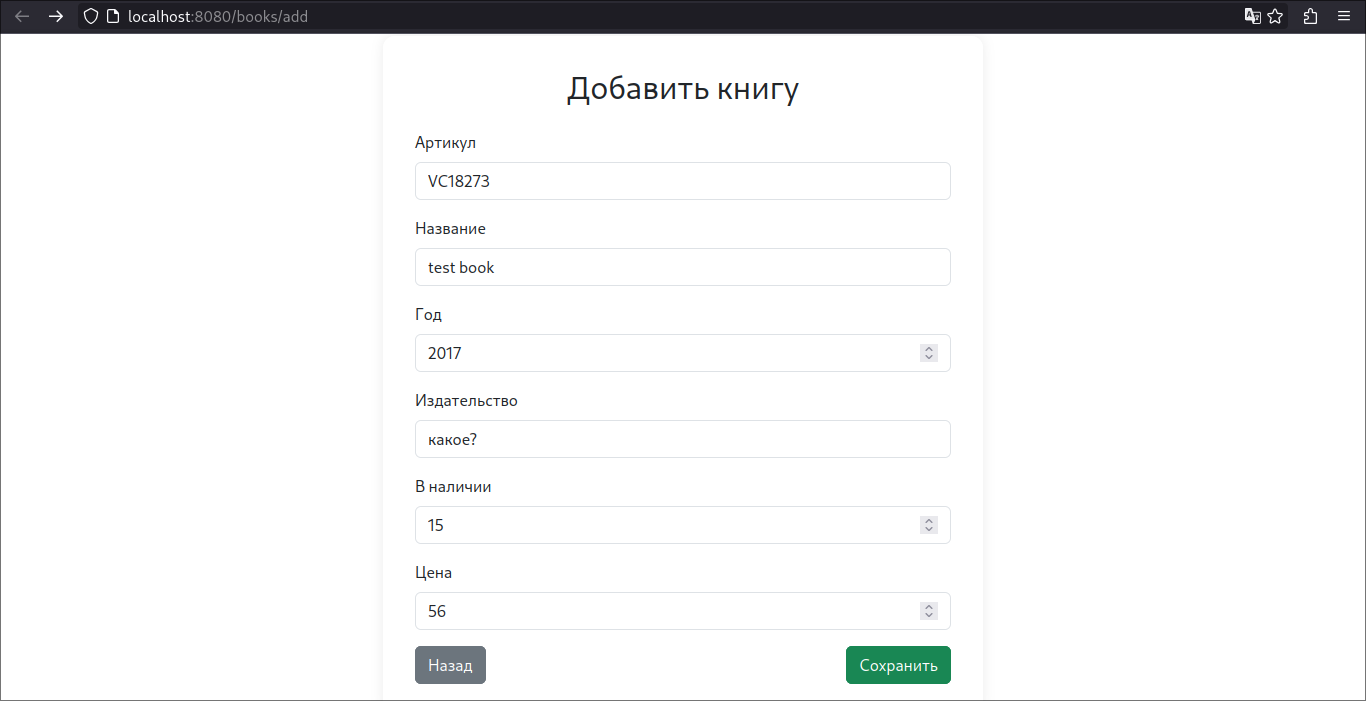 localhost:8080/books/add
Добавить книгу
Артикул
VC18273
Название
test book
Год
2017
Издательство
какое?
В наличии
15
Цена
56
Назад Сохранить